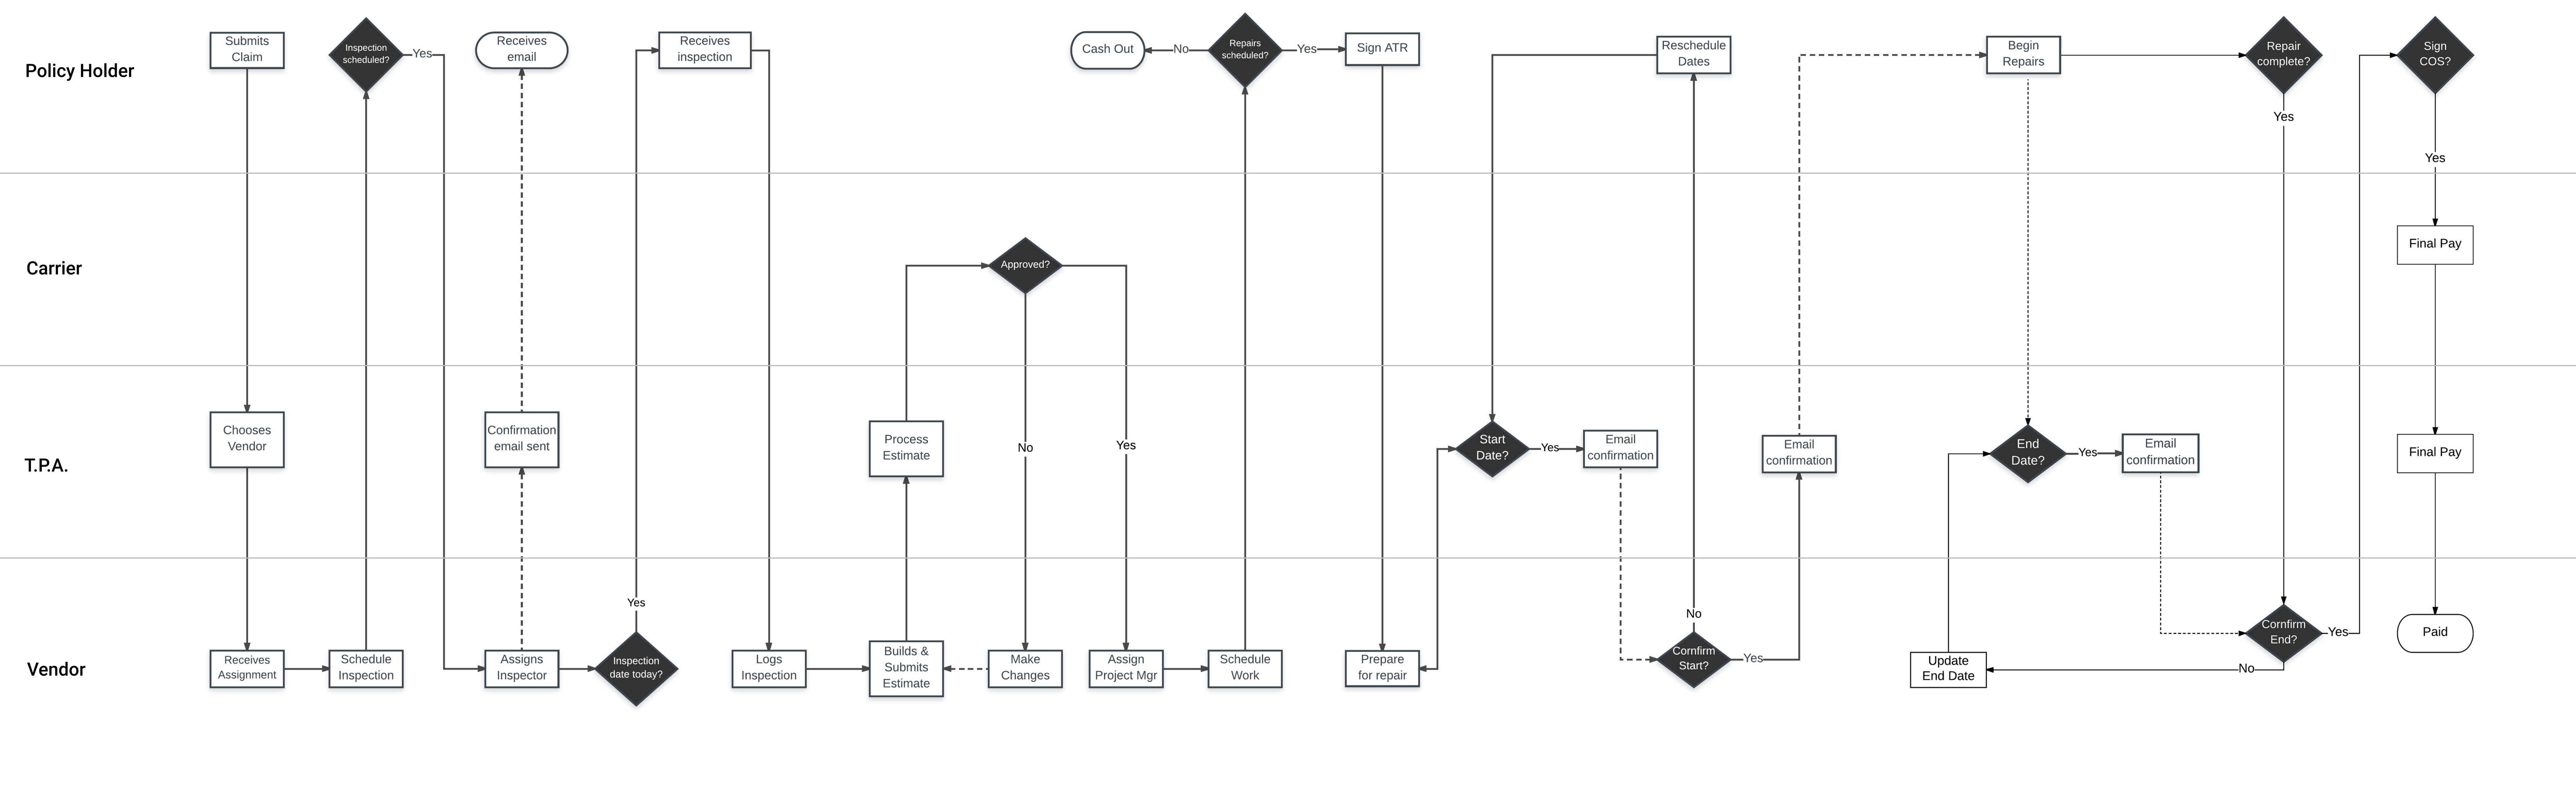 Policy Holder
Submits
Claim
Inspection
scheduled?
Yes
Receives
email
Receives
inspection
Cash Out
No
Repairs
scheduled?
Yes
Sign ATR
Reschedule
Dates
Begin
Repairs
Repair
complete?
Yes
Sign
COS?
Yes
Carrier
Approved?
Final Pay
T.P.A.
Chooses
Vendor
Confirmation
email sent
Process
Estimate
No
Yes
Start
Date?
Yes
Email
confirmation
Email
confirmation
End
Date?
Yes
Email
confirmation
Final Pay
Vendor
Receives
Assignment
Schedule
Inspection
Assigns
Inspector
Yes
Inspection
date today?
Logs
Inspection
Builds &
Submits
Estimate
Make
Changes
Assign
Project Mgr
Schedule
Work
Prepare
for repair
No
Cornfirm
Start?
Yes
Update
End Date
No
Cornfirm
End?
Yes
Paid